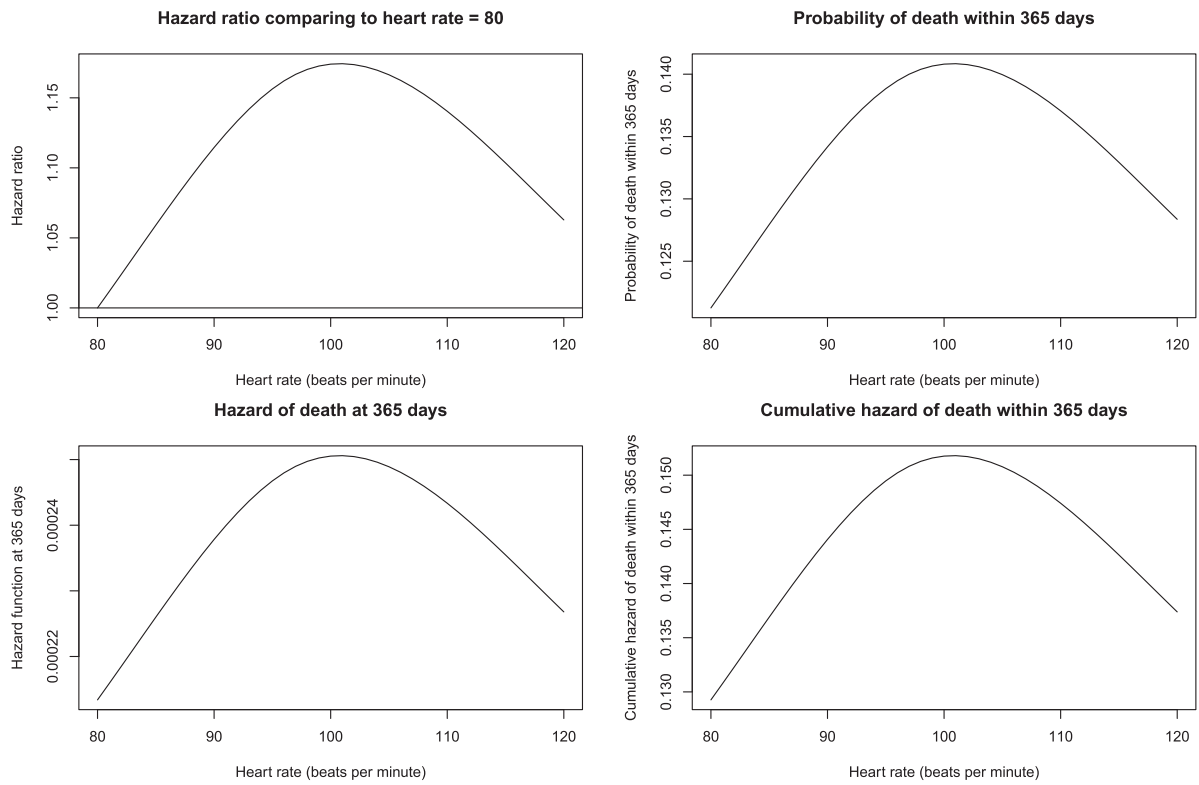 Hazard ratio comparing to heart rate = 80
Hazard ratio
1.15
1.10
1.05
1.00
80 90 100 110 120
Heart rate (beats per minute)
Probability of death within 365 days
Probability of death within 365 days
0.140
0.135
0.130
0.125
80 90 100 110 120
Heart rate (beats per minute)
Hazard of death at 365 days
Hazard function at 365 days
0.00024
0.00022
80 90 100 110 120
Heart rate (beats per minute)
Cumulative hazard of death within 365 days
Cumulative hazard of death within 365 days
0.150
0.145
0.140
0.135
0.130
80 90 100 110 120
Heart rate (beats per minute)